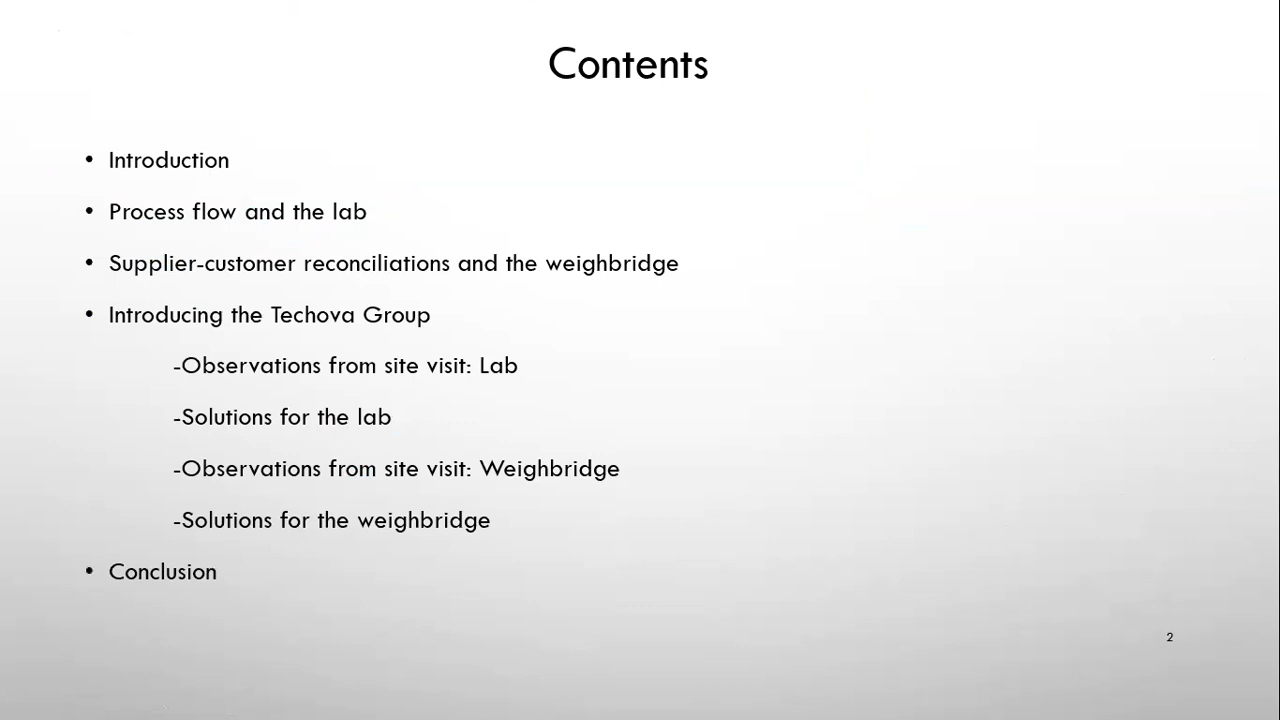 Contents
• Introduction
• Process flow and the lab
• Supplier-customer reconciliations and the weighbridge
• Introducing the Techova Group
-Observations from site visit: Lab
-Solutions for the lab
-Observations from site visit: Weighbridge
-Solutions for the weighbridge
• Conclusion
2